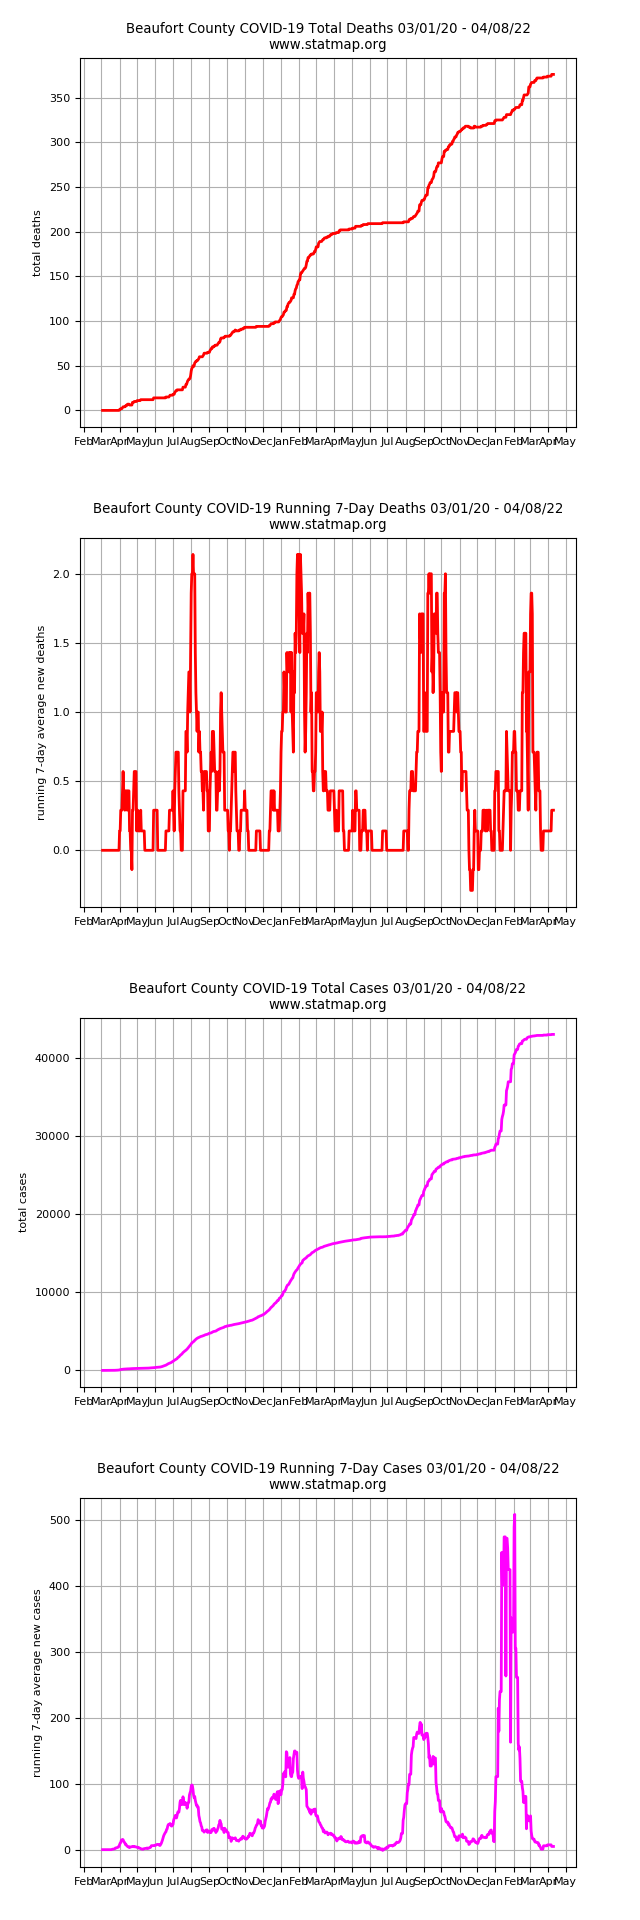 Beaufort County COVID-19 Total Deaths 03/01/20 - 04/08/22
www.statmap.org
350
300
250
200
150
100
50
0
total deaths
Feb Mar Apr May Jun Jul Aug Sep Oct Nov Dec Jan Feb Mar Apr May Jun Jul Aug Sep Oct Nov Dec Jan Feb Mar Apr May
Beaufort County COVID-19 Running 7-Day Deaths 03/01/20 - 04/08/22
www.statmap.org
2.0
1.5
1.0
0.5
0.0
running 7-day average new deaths
Feb Mar Apr May Jun Jul Aug Sep Oct Nov Dec Jan Feb Mar Apr May Jun Jul Aug Sep Oct Nov Dec Jan Feb Mar Apr May
Beaufort County COVID-19 Total Cases 03/01/20 - 04/08/22
www.statmap.org
40000
30000
20000
10000
0
total cases
Feb Mar Apr May Jun Jul Aug Sep Oct Nov Dec Jan Feb Mar Apr May Jun Jul Aug Sep Oct Nov Dec Jan Feb Mar Apr May
Beaufort County COVID-19 Running 7-Day Cases 03/01/20 - 04/08/22
www.statmap.org
500
400
300
200
100
0
running 7-day average new cases
Feb Mar Apr May Jun Jul Aug Sep Oct Nov Dec Jan Feb Mar Apr May Jun Jul Aug Sep Oct Nov Dec Jan Feb Mar Apr May